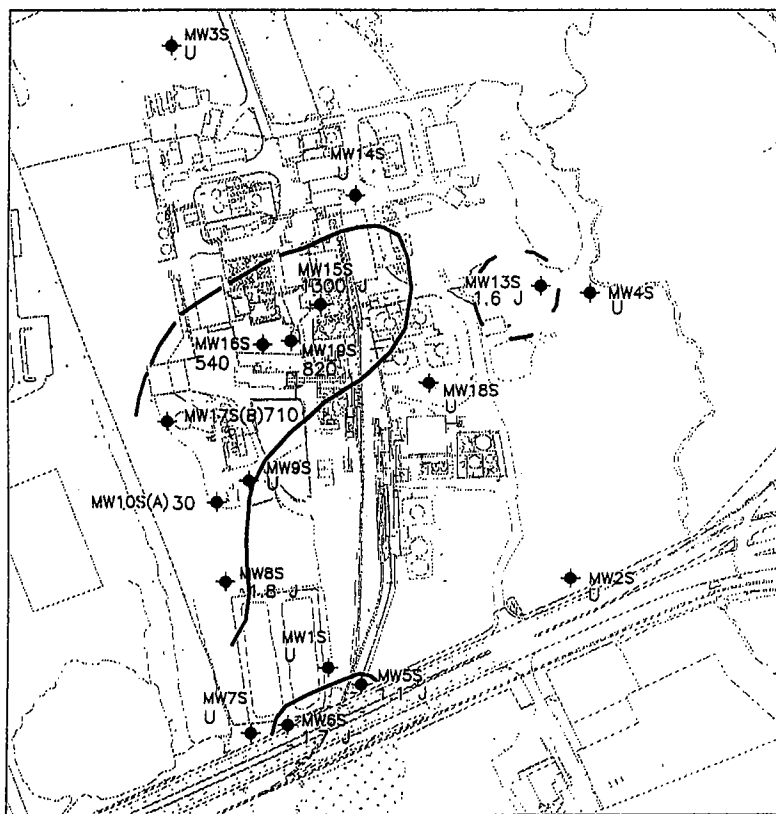 MW3S
U
MW14S
U
MW15S
1300 J
MW13S
1.6 J
MW4S
U
MW16S
540
MW19S
820
MW18S
U
MW17S(B) 710
MW9S
U
MW10S(A) 30
MW8S
1.8 J
MW2S
U
MW1S
U
MW5S
1.1 J
MW7S
U
MW6S
1.7 J